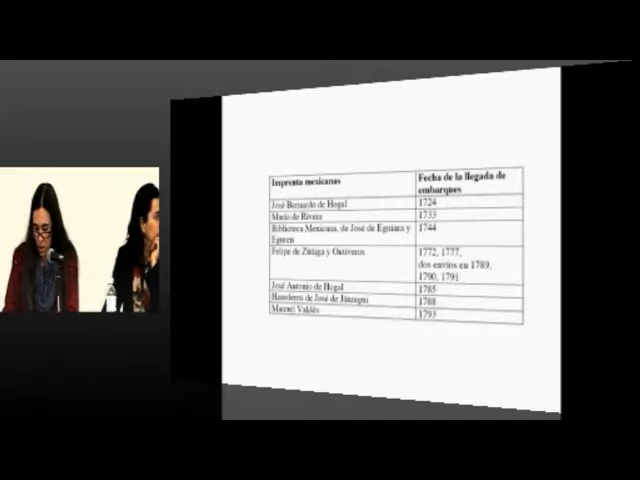 Imprenta mexicanas
Fecha de la llegada de
embarques
José Bernardo de Hogal
1724
María de Rivera
1733
Biblioteca Mexicana, de José de Eguiara y
Eguren
1744
Felipe de Zúñiga y Ontiveros
1772, 1777,
dos envíos en 1789,
1790, 1791
José Antonio de Hogal
1785
Herederos de José de Jáuregui
1788
Manuel Valdés
1793